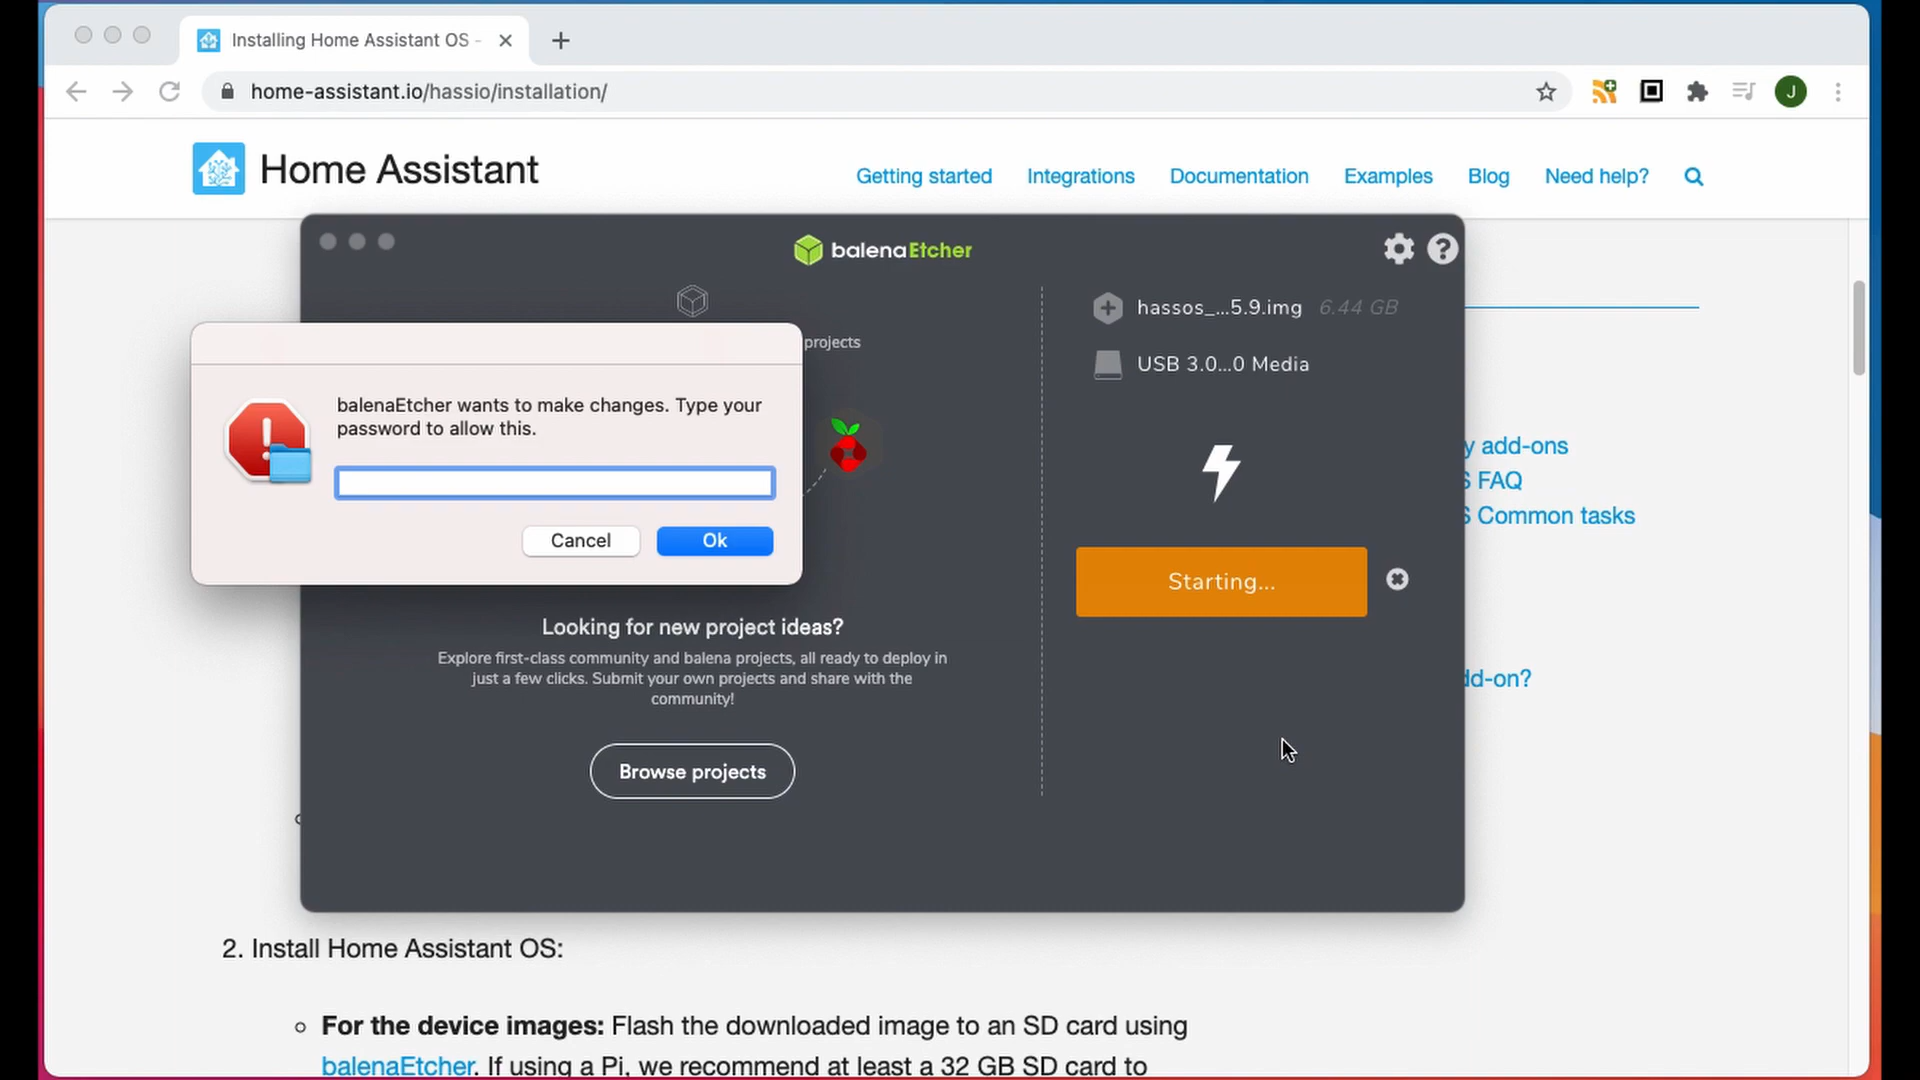 Installing Home Assistant OS -
home-assistant.io/hassio/installation/
J
Home Assistant
Getting started
Integrations
Documentation
Examples
Blog
Need help?
balenaEtcher
hassos_...5.9.img 6.44 GB
projects
USB 3.0...0 Media
balenaEtcher wants to make changes. Type your
password to allow this.
Cancel
Ok
y add-ons
S FAQ
S Common tasks
Starting...
Looking for new project ideas?
Explore first-class community and balena projects, all ready to deploy in
just a few clicks. Submit your own projects and share with the
community!
dd-on?
Browse projects
2. Install Home Assistant OS:
For the device images: Flash the downloaded image to an SD card using
balenaEtcher. If using a Pi, we recommend at least a 32 GB SD card to